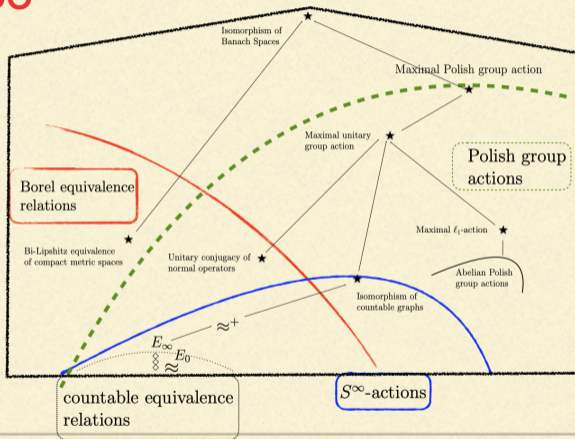 Isomorphism of
Banach Spaces
Maximal Polish group action
Maximal unitary
group action
Polish group
actions
Borel equivalence
relations
Maximal ℓ₁-action
Bi-Lipshitz equivalence
of compact metric spaces
Unitary conjugacy of
normal operators
Abelian Polish
group actions
Isomorphism of
countable graphs
≈⁺
E∞
E₀
≈
countable equivalence
relations
S∞-actions